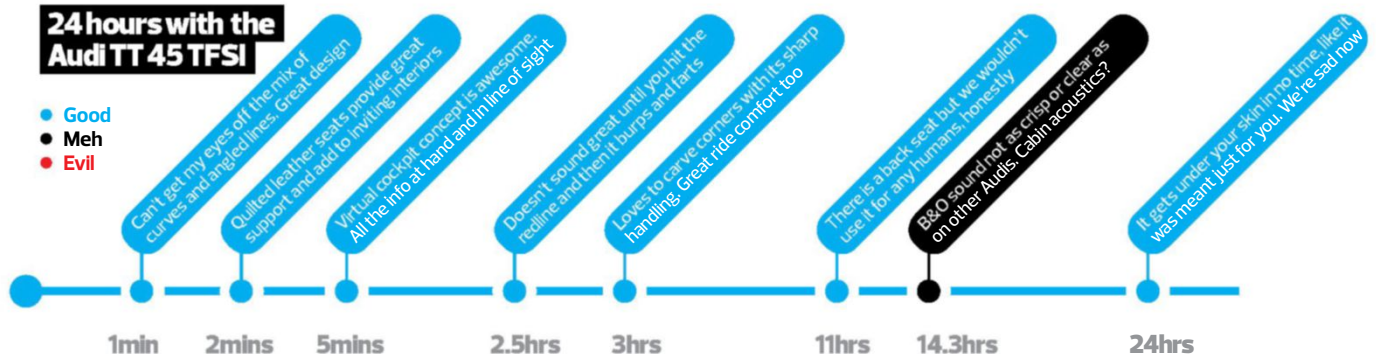 24 hours with the
Audi TT 45 TFSI
Good
Meh
Evil
Can't get my eyes off the mix of
curves and angled lines. Great design
Quilted leather seats provide great
support and add to inviting interiors
Virtual cockpit concept is awesome.
All the info at hand and in line of sight
Doesn't sound great until you hit the
redline and then it burps and farts
Loves to carve corners with its sharp
handling. Great ride comfort too
There is a back seat but we wouldn't
use it for any humans, honestly
B&O sound not as crisp or clear as
on other Audis. Cabin acoustics?
It gets under your skin in no time, like it
was meant just for you. We're sad now
1min
2mins
5mins
2.5hrs
3hrs
11hrs
14.3hrs
24hrs